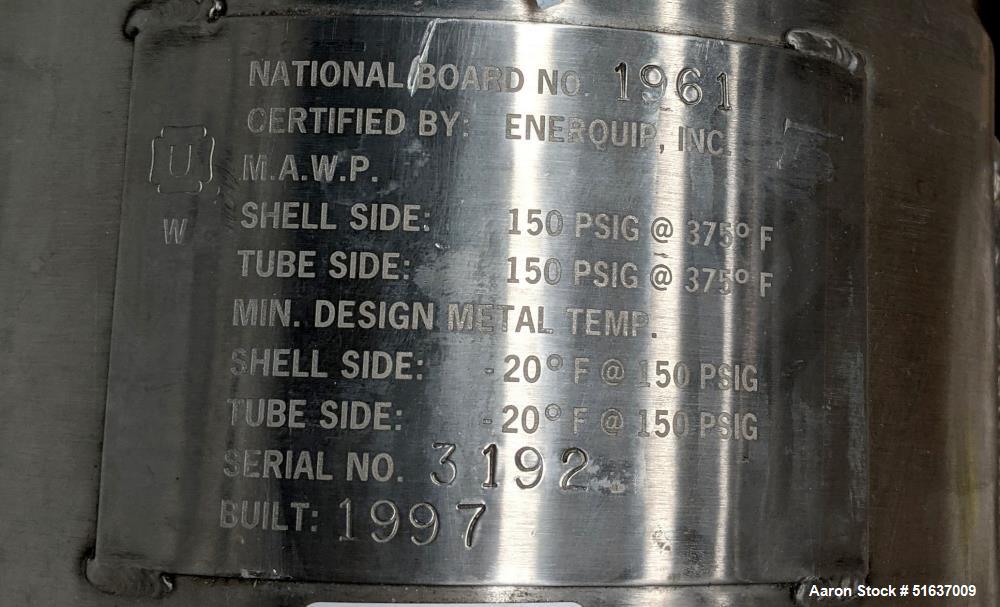 NATIONAL BOARD NO. 1961
CERTIFIED BY: ENERQUIP, INC.
U
M.A.W.P.
W
SHELL SIDE: 150 PSIG @ 375° F
TUBE SIDE: 150 PSIG @ 375° F
MIN. DESIGN METAL TEMP.
SHELL SIDE: -20° F @ 150 PSIG
TUBE SIDE: -20° F @ 150 PSIG
SERIAL NO. 3192
BUILT: 1997
Aaron Stock # 51637009